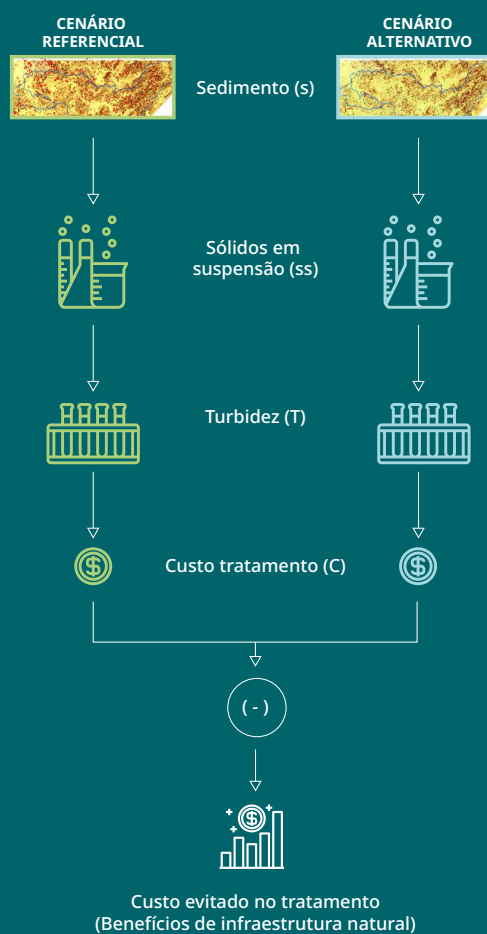 CENÁRIO
REFERENCIAL
CENÁRIO
ALTERNATIVO
Sedimento (s)
Sólidos em
suspensão (ss)
Turbidez (T)
$
Custo tratamento (C)
$
( - )
$
Custo evitado no tratamento
(Benefícios de infraestrutura natural)